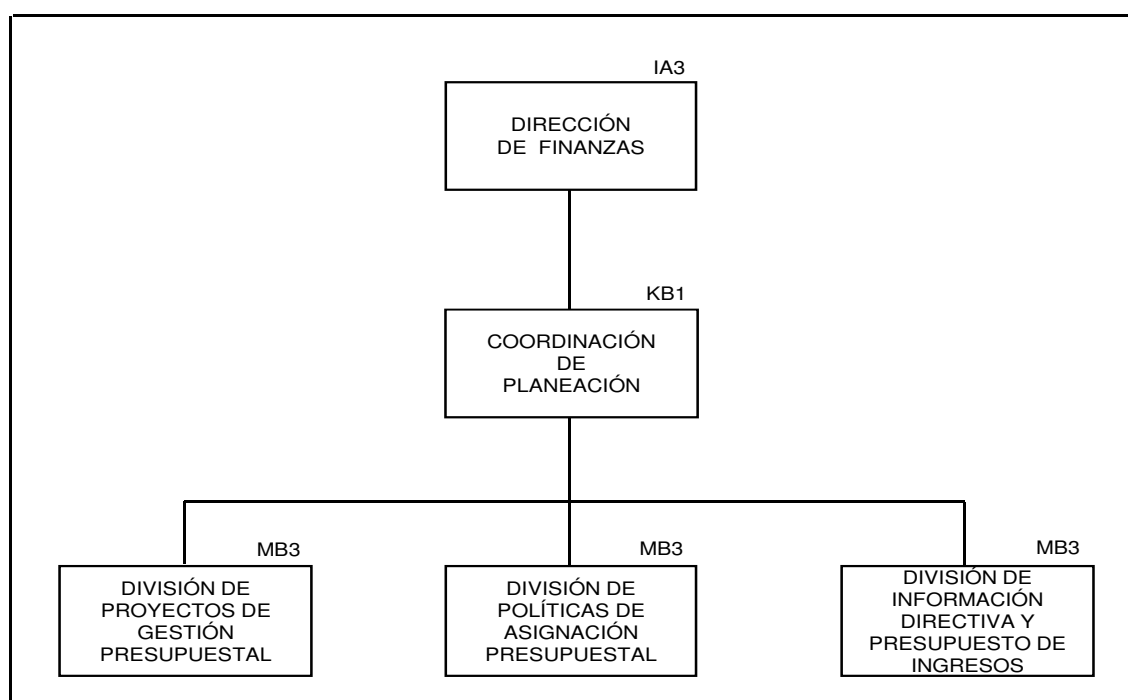 IA3
DIRECCIÓN
DE FINANZAS
KB1
COORDINACIÓN
DE
PLANEACIÓN
MB3
DIVISIÓN DE
PROYECTOS DE
GESTIÓN
PRESUPUESTAL
MB3
DIVISIÓN DE
POLÍTICAS DE
ASIGNACIÓN
PRESUPUESTAL
MB3
DIVISIÓN DE
INFORMACIÓN
DIRECTIVA Y
PRESUPUESTO DE
INGRESOS